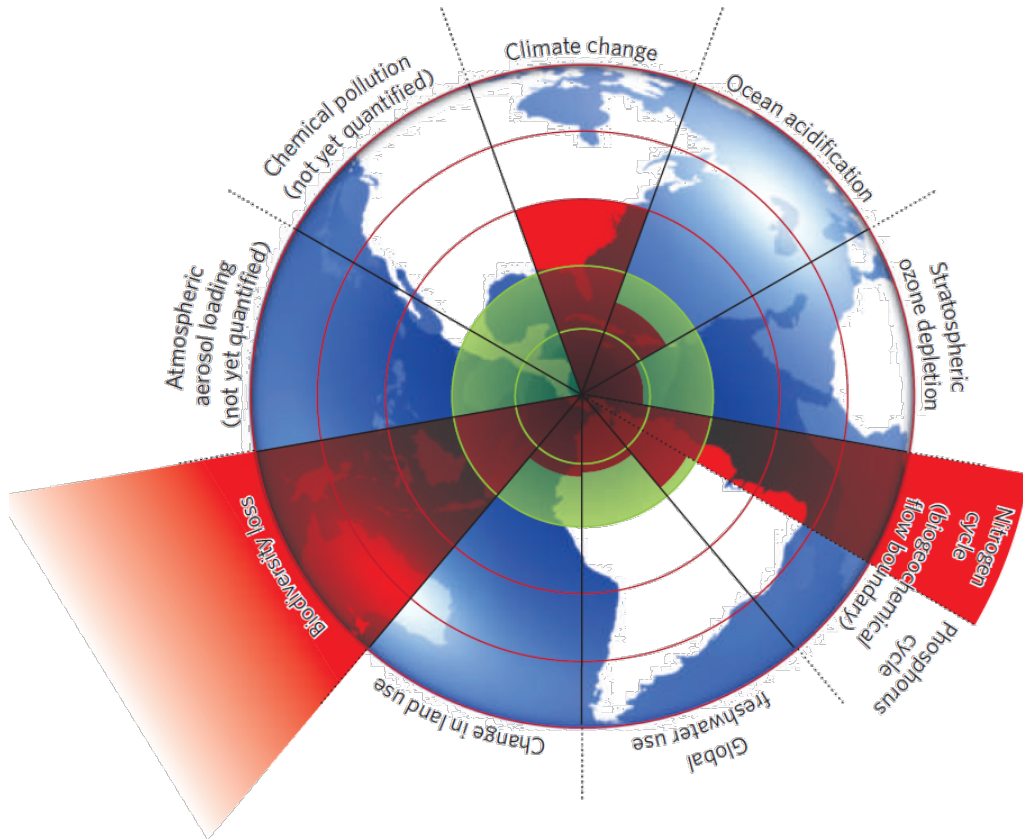 Climate change
Ocean acidification
Stratospheric
ozone depletion
Nitrogen
cycle
(biogeochemical
flow boundary)
Phosphorus
cycle
Global
freshwater use
Change in land use
Biodiversity loss
Atmospheric
aerosol loading
(not yet quantified)
Chemical pollution
(not yet quantified)